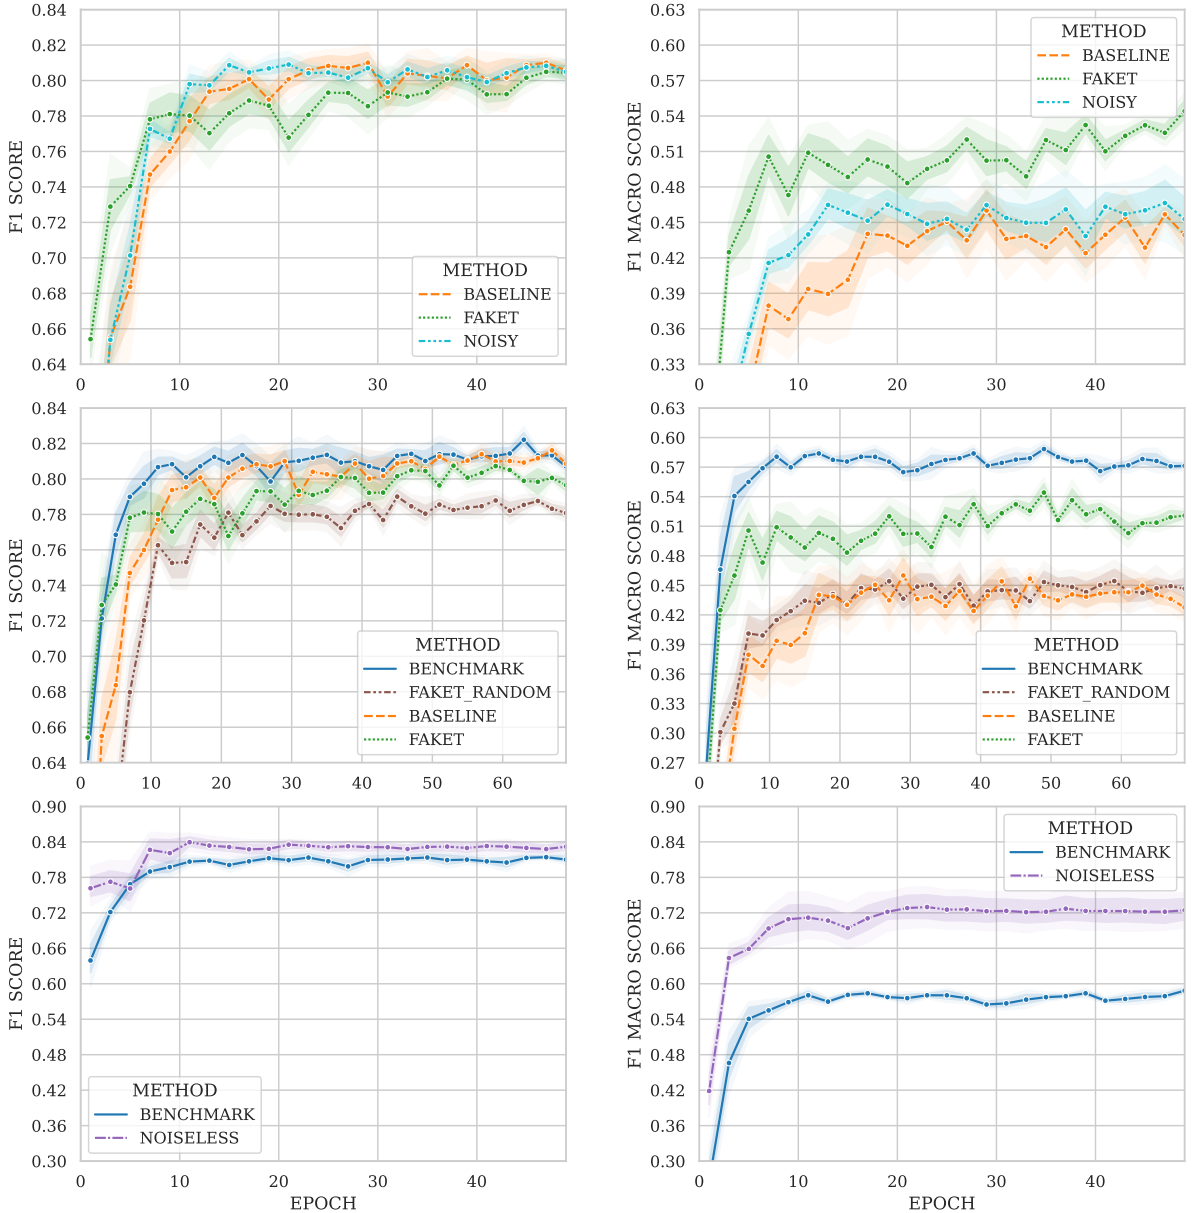 F1 SCORE
0.84
0.82
0.80
0.78
0.76
0.74
0.72
0.70
0.68
0.66
0.64
0 10 20 30 40
METHOD
BASELINE
FAKET
NOISY
F1 MACRO SCORE
0.63
0.60
0.57
0.54
0.51
0.48
0.45
0.42
0.39
0.36
0.33
0 10 20 30 40
METHOD
BASELINE
FAKET
NOISY
F1 SCORE
0.84
0.82
0.80
0.78
0.76
0.74
0.72
0.70
0.68
0.66
0.64
0 10 20 30 40 50 60
METHOD
BENCHMARK
FAKET_RANDOM
BASELINE
FAKET
F1 MACRO SCORE
0.63
0.60
0.57
0.54
0.51
0.48
0.45
0.42
0.39
0.36
0.33
0.30
0.27
0 10 20 30 40 50 60
METHOD
BENCHMARK
FAKET_RANDOM
BASELINE
FAKET
F1 SCORE
0.90
0.84
0.78
0.72
0.66
0.60
0.54
0.48
0.42
0.36
0.30
0 10 20 30 40
EPOCH
METHOD
BENCHMARK
NOISELESS
F1 MACRO SCORE
0.90
0.84
0.78
0.72
0.66
0.60
0.54
0.48
0.42
0.36
0.30
0 10 20 30 40
EPOCH
METHOD
BENCHMARK
NOISELESS